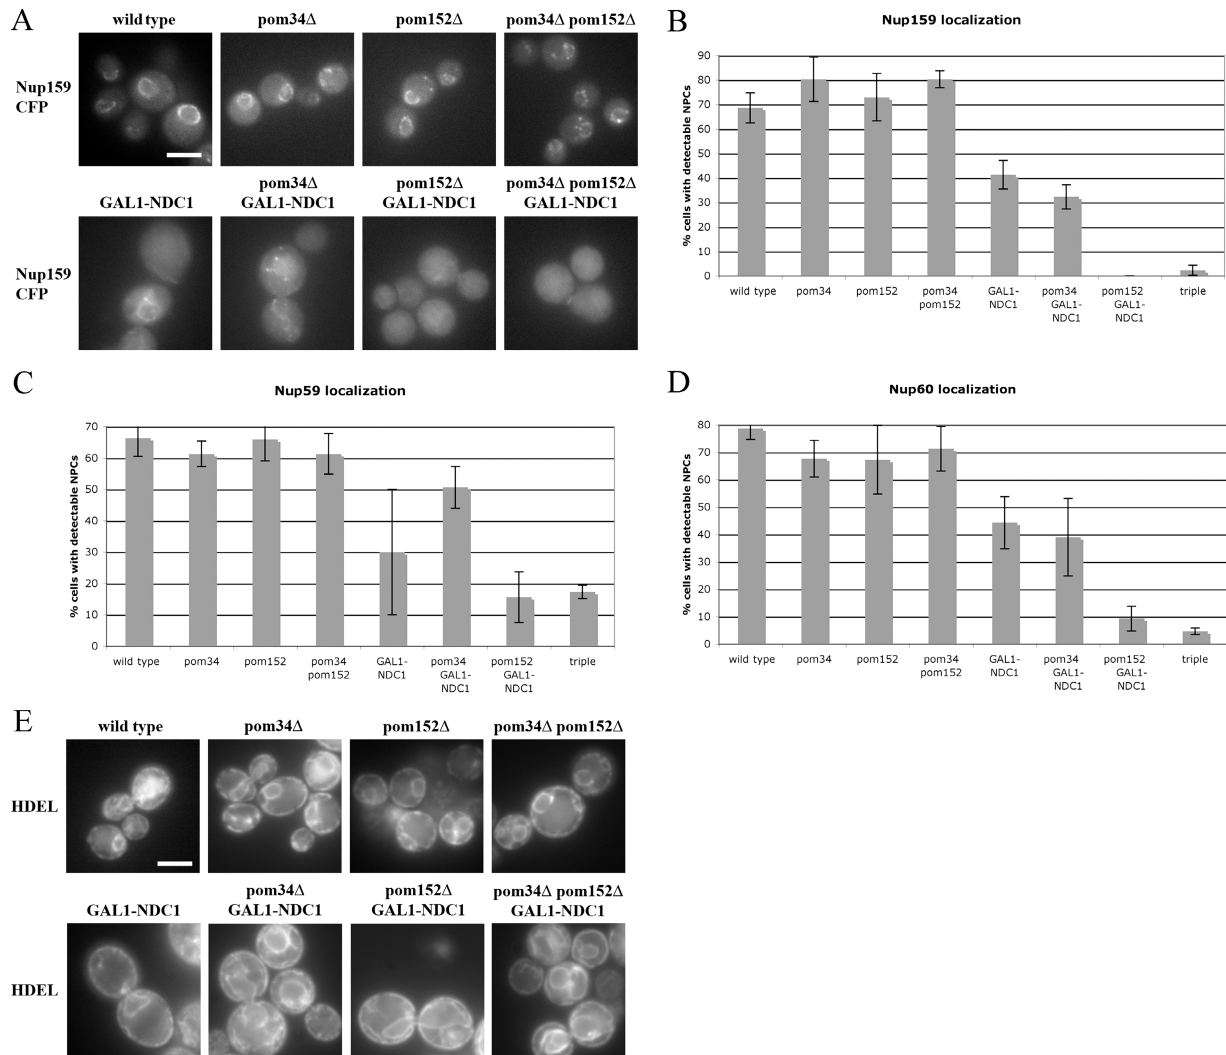 A
wild type
pom34Δ
pom152Δ
pom34Δ pom152Δ
Nup159
CFP
GAL1-NDC1
pom34Δ
GAL1-NDC1
pom152Δ
GAL1-NDC1
pom34Δ pom152Δ
GAL1-NDC1
Nup159
CFP
B
Nup159 localization
% cells with detectable NPCs
90
80
70
60
50
40
30
20
10
0
wild type
pom34
pom152
pom34
pom152
GAL1-
NDC1
pom34
GAL1-
NDC1
pom152
GAL1-
NDC1
triple
C
Nup59 localization
% cells with detectable NPCs
70
60
50
40
30
20
10
0
wild type
pom34
pom152
pom34
pom152
GAL1-
NDC1
pom34
GAL1-
NDC1
pom152
GAL1-
NDC1
triple
D
Nup60 localization
% cells with detectable NPCs
80
70
60
50
40
30
20
10
0
wild type
pom34
pom152
pom34
pom152
GAL1-
NDC1
pom34
GAL1-
NDC1
pom152
GAL1-
NDC1
triple
E
wild type
pom34Δ
pom152Δ
pom34Δ pom152Δ
HDEL
GAL1-NDC1
pom34Δ
GAL1-NDC1
pom152Δ
GAL1-NDC1
pom34Δ pom152Δ
GAL1-NDC1
HDEL